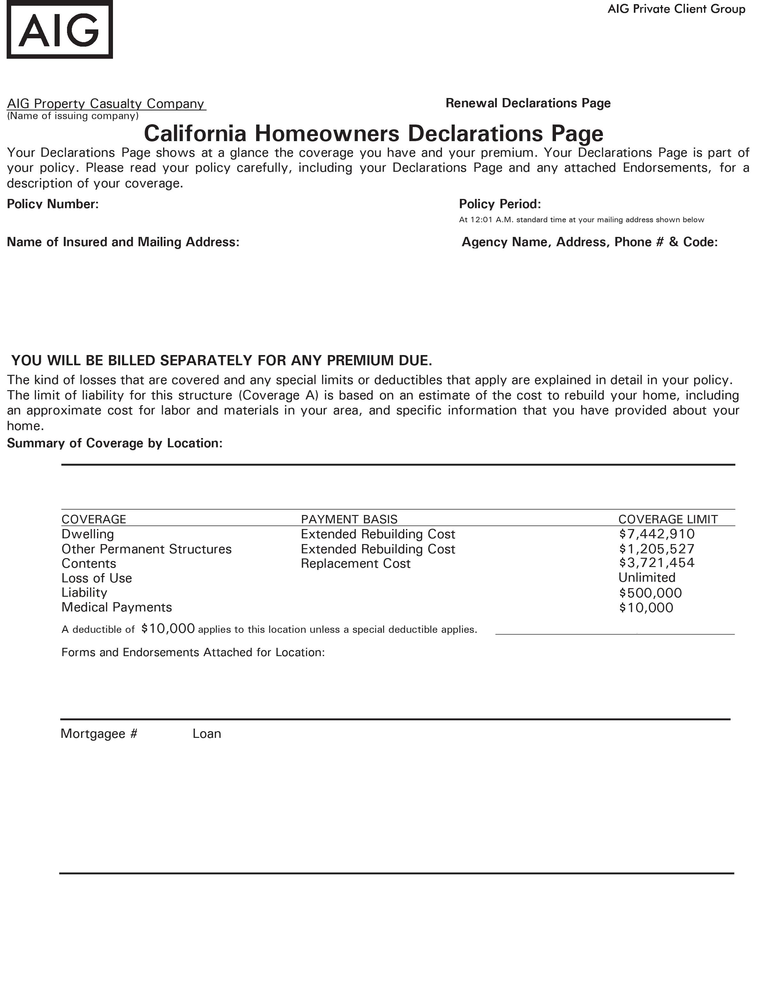 AIG
AIG Private Client Group
AIG Property Casualty Company
(Name of issuing company)
Renewal Declarations Page
California Homeowners Declarations Page
Your Declarations Page shows at a glance the coverage you have and your premium. Your Declarations Page is part of
your policy. Please read your policy carefully, including your Declarations Page and any attached Endorsements, for a
description of your coverage.
Policy Number:
Policy Period:
At 12:01 A.M. standard time at your mailing address shown below
Name of Insured and Mailing Address:
Agency Name, Address, Phone # & Code:
YOU WILL BE BILLED SEPARATELY FOR ANY PREMIUM DUE.
The kind of losses that are covered and any special limits or deductibles that apply are explained in detail in your policy.
The limit of liability for this structure (Coverage A) is based on an estimate of the cost to rebuild your home, including
an approximate cost for labor and materials in your area, and specific information that you have provided about your
home.
Summary of Coverage by Location:
COVERAGE PAYMENT BASIS COVERAGE LIMIT
Dwelling Extended Rebuilding Cost $7,442,910
Other Permanent Structures Extended Rebuilding Cost $1,205,527
Contents Replacement Cost $3,721,454
Loss of Use Unlimited
Liability $500,000
Medical Payments $10,000
A deductible of $10,000 applies to this location unless a special deductible applies.
Forms and Endorsements Attached for Location:
Mortgagee # Loan